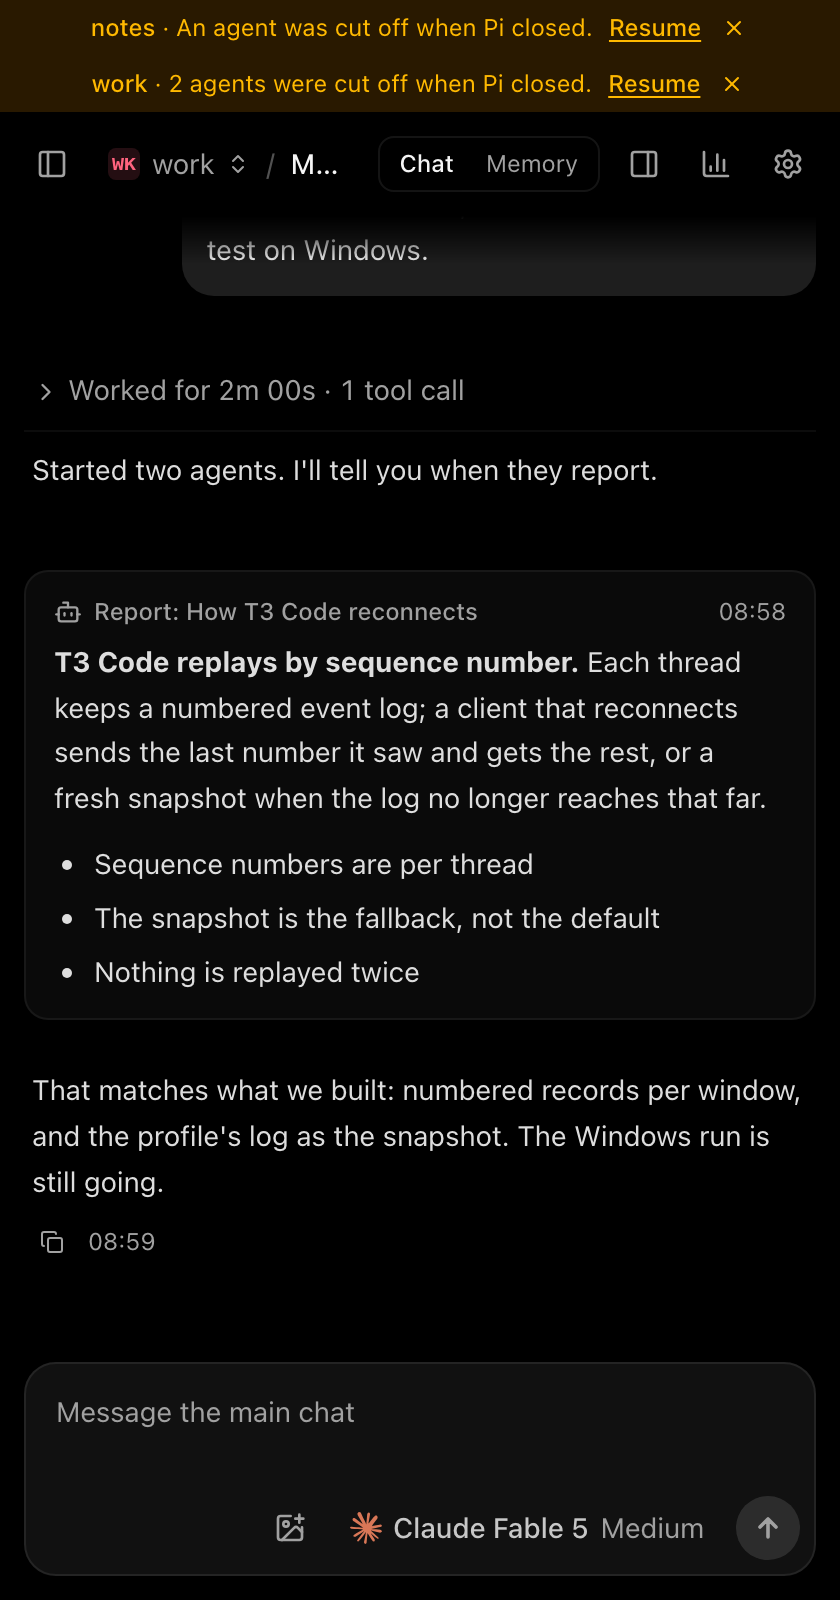 notes · An agent was cut off when Pi closed. Resume
work · 2 agents were cut off when Pi closed. Resume
WK work / M... Chat Memory
test on Windows.
Worked for 2m 00s · 1 tool call
Started two agents. I'll tell you when they report.
Report: How T3 Code reconnects 08:58
T3 Code replays by sequence number. Each thread
keeps a numbered event log; a client that reconnects
sends the last number it saw and gets the rest, or a
fresh snapshot when the log no longer reaches that far.
• Sequence numbers are per thread
• The snapshot is the fallback, not the default
• Nothing is replayed twice
That matches what we built: numbered records per window,
and the profile's log as the snapshot. The Windows run is
still going.
08:59
Message the main chat
Claude Fable 5 Medium